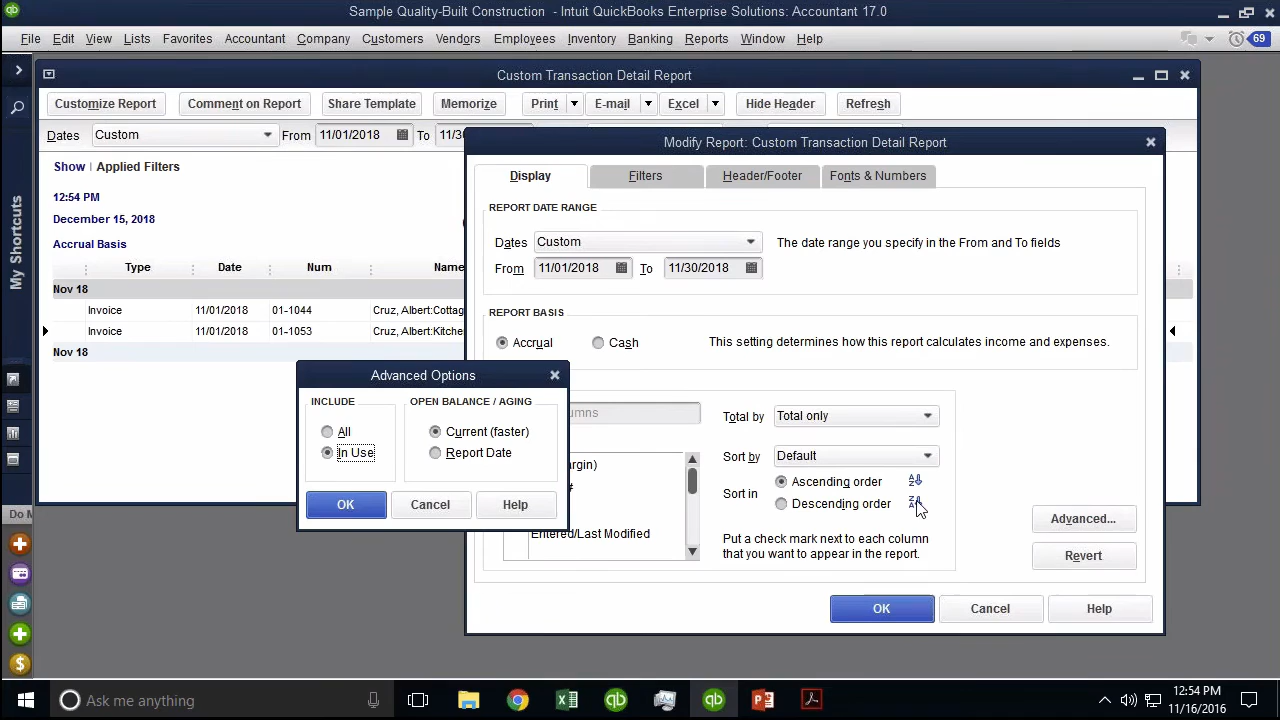 Sample Quality-Built Construction - Intuit QuickBooks Enterprise Solutions: Accountant 17.0
File Edit View Lists Favorites Accountant Company Customers Vendors Employees Inventory Banking Reports Window Help
69
Custom Transaction Detail Report
Customize Report Comment on Report Share Template Memorize Print E-mail Excel Hide Header Refresh
Dates Custom From 11/01/2018 To 11/30
Show | Applied Filters
12:54 PM
December 15, 2018
Accrual Basis
Type Date Num Name
Nov 18
Invoice 11/01/2018 01-1044 Cruz, Albert:Cottag
Invoice 11/01/2018 01-1053 Cruz, Albert:Kitche
Nov 18
My Shortcuts
Do M
Modify Report: Custom Transaction Detail Report
Display Filters Header/Footer Fonts & Numbers
REPORT DATE RANGE
Dates Custom The date range you specify in the From and To fields
From 11/01/2018 To 11/30/2018
REPORT BASIS
Accrual Cash This setting determines how this report calculates income and expenses.
umns
argin)
#
Entered/Last Modified
Total by Total only
Sort by Default
Sort in
Ascending order
Descending order
Put a check mark next to each column
that you want to appear in the report.
Advanced...
Revert
OK Cancel Help
Advanced Options
INCLUDE
All
In Use
OPEN BALANCE / AGING
Current (faster)
Report Date
OK Cancel Help
Ask me anything
12:54 PM
11/16/2016